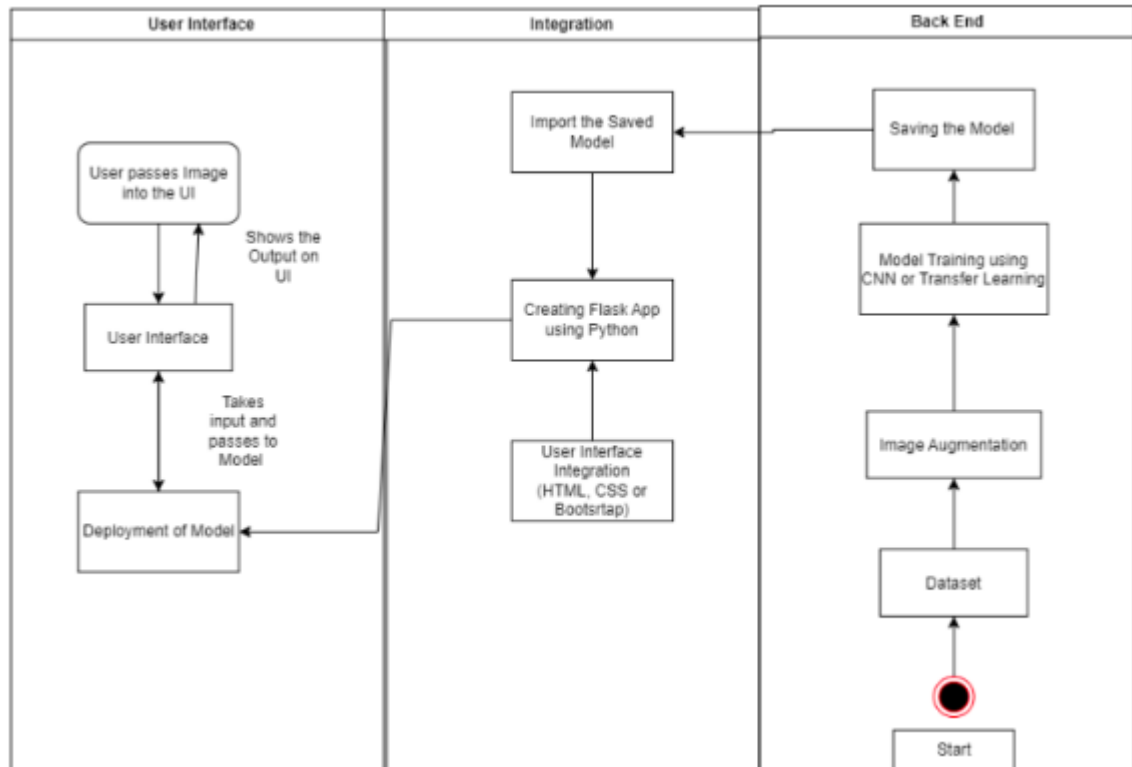 User Interface
Integration
Back End
User passes Image
into the UI
Shows the
Output on
UI
User Interface
Takes
input and
passes to
Model
Deployment of Model
Import the Saved
Model
Creating Flask App
using Python
User Interface
Integration
(HTML, CSS or
Bootsrtap)
Saving the Model
Model Training using
CNN or Transfer Learning
Image Augmentation
Dataset
Start